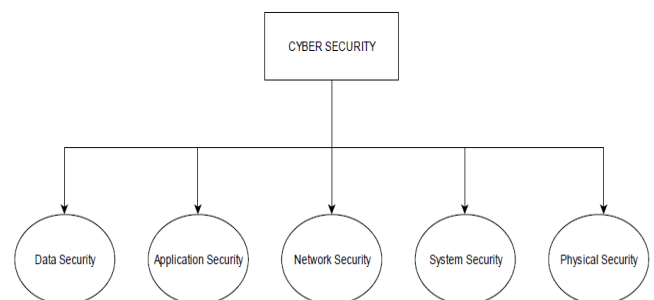 CYBER SECURITY
Data Security
Application Security
Network Security
System Security
Physical Security